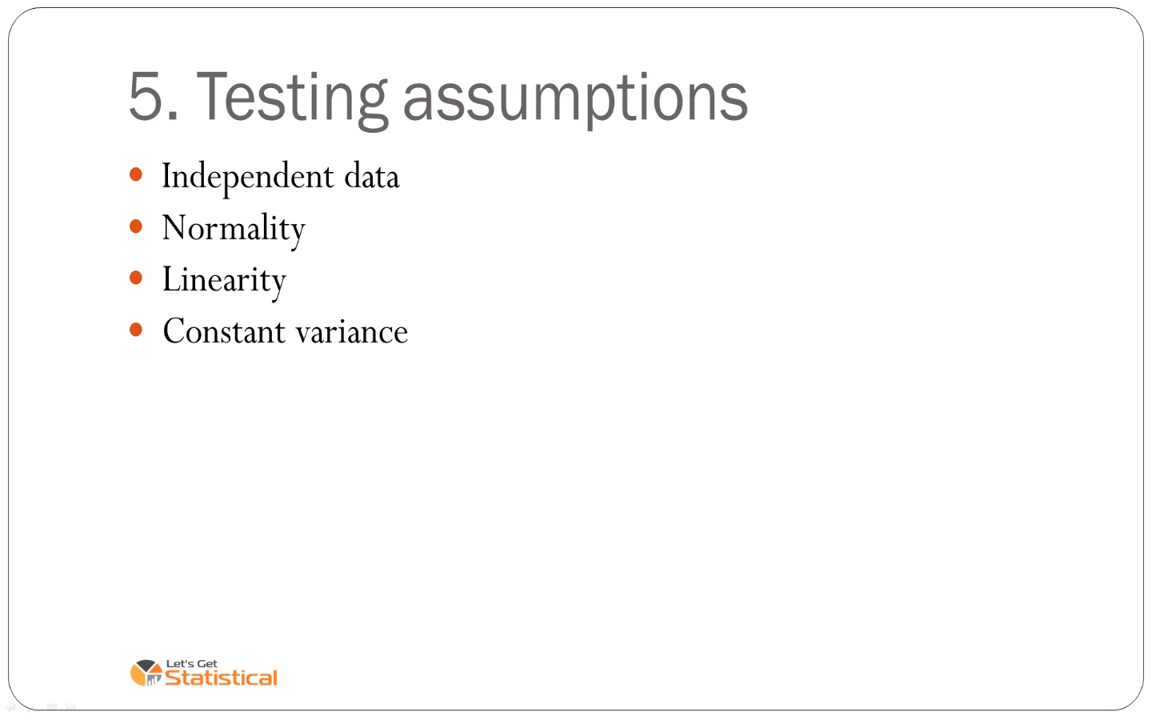 5. Testing assumptions
Independent data
Normality
Linearity
Constant variance
Let's Get
Statistical